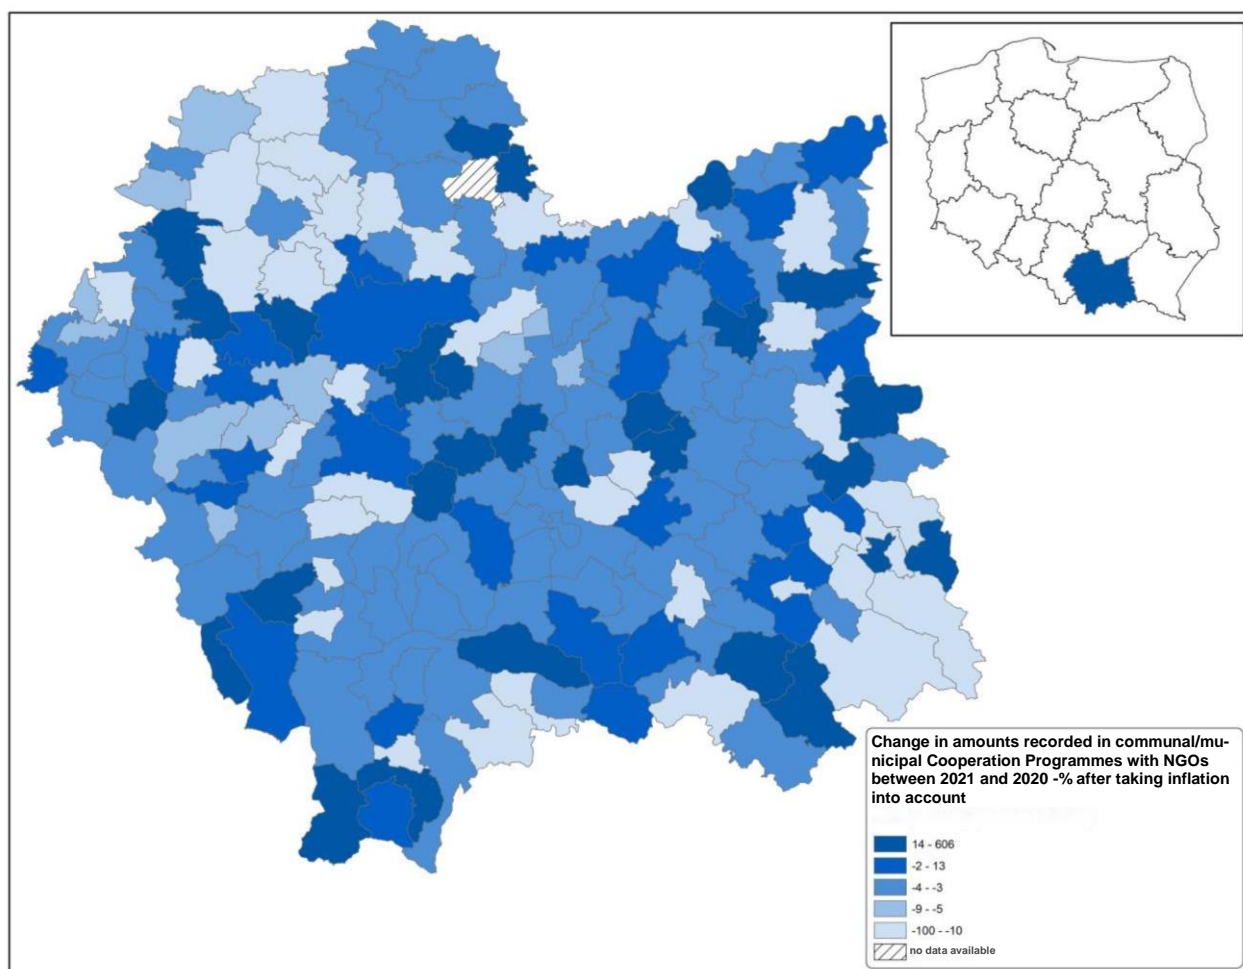 Change in amounts recorded in communal/mu-
nicipal Cooperation Programmes with NGOs
between 2021 and 2020 -% after taking inflation
into account
14 - 606
-2 - 13
-4 - -3
-9 - -5
-100 - -10
no data available